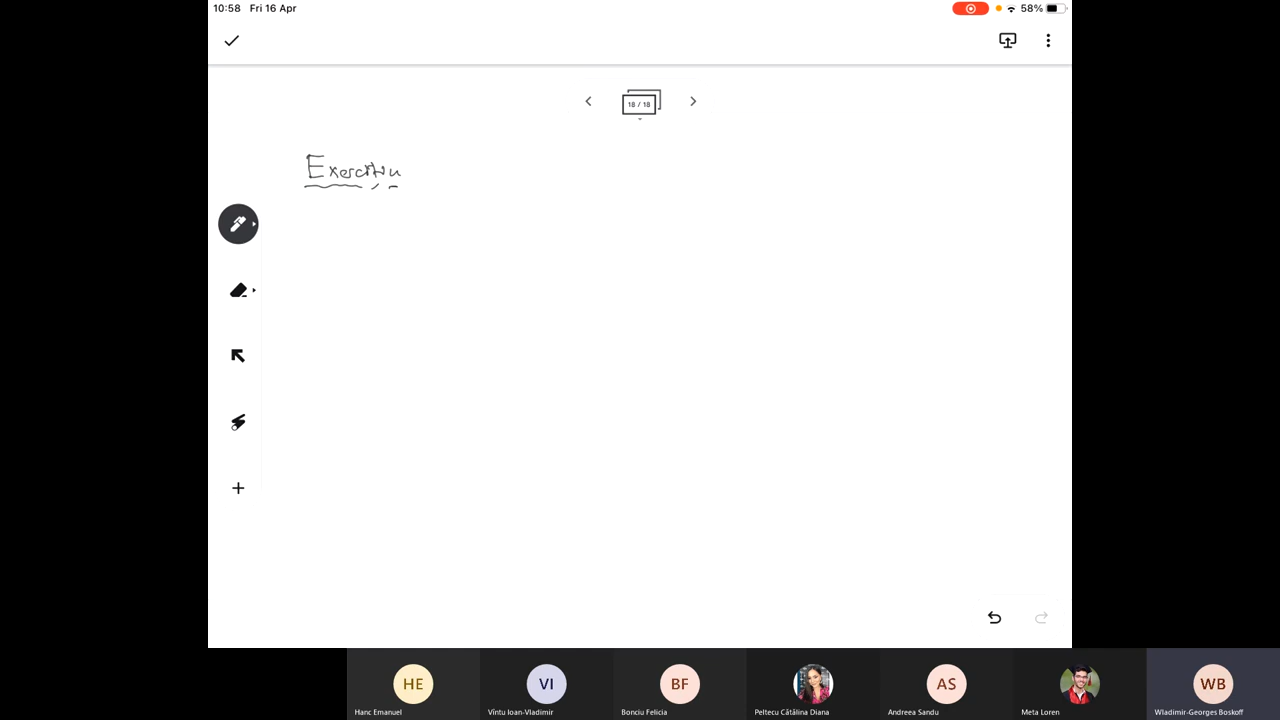 10:58 Fri 16 Apr 58%
18 / 18
Exercițiu
HE VI BF AS WB
Hanc Emanuel Vîntu Ioan-Vladimir Bonciu Felicia Peltecu Cătălina Diana Andreea Sandu Meta Loren Wladimir-Georges Boskoff